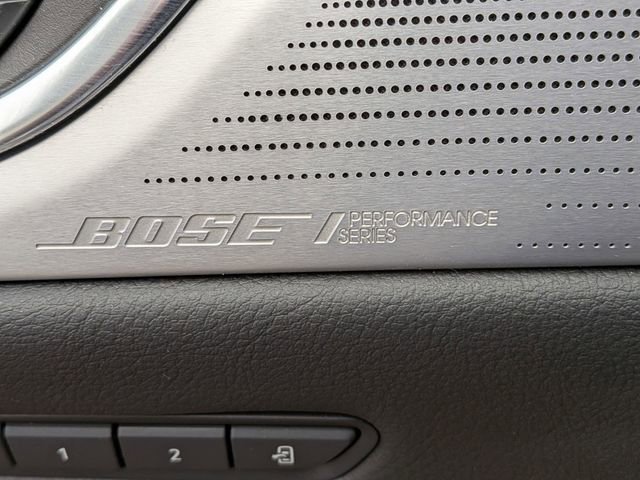 BOSE
PERFORMANCE
SERIES
1 2